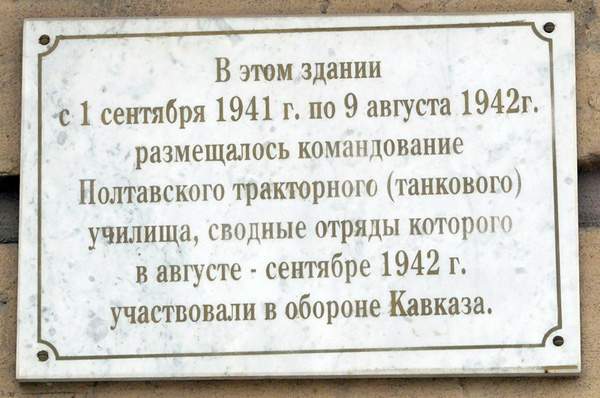 В этом здании
с 1 сентября 1941 г. по 9 августа 1942г.
размещалось командование
Полтавского тракторного (танкового)
училища, сводные отряды которого
в августе - сентябре 1942 г.
участвовали в обороне Кавказа.